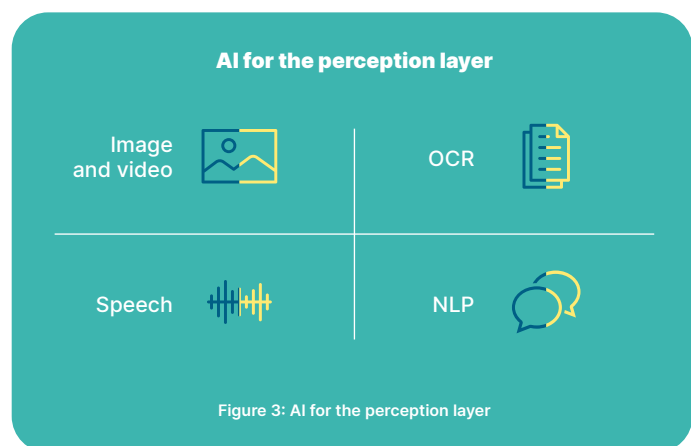 AI for the perception layer
Image
and video
OCR
Speech
NLP
Figure 3: AI for the perception layer